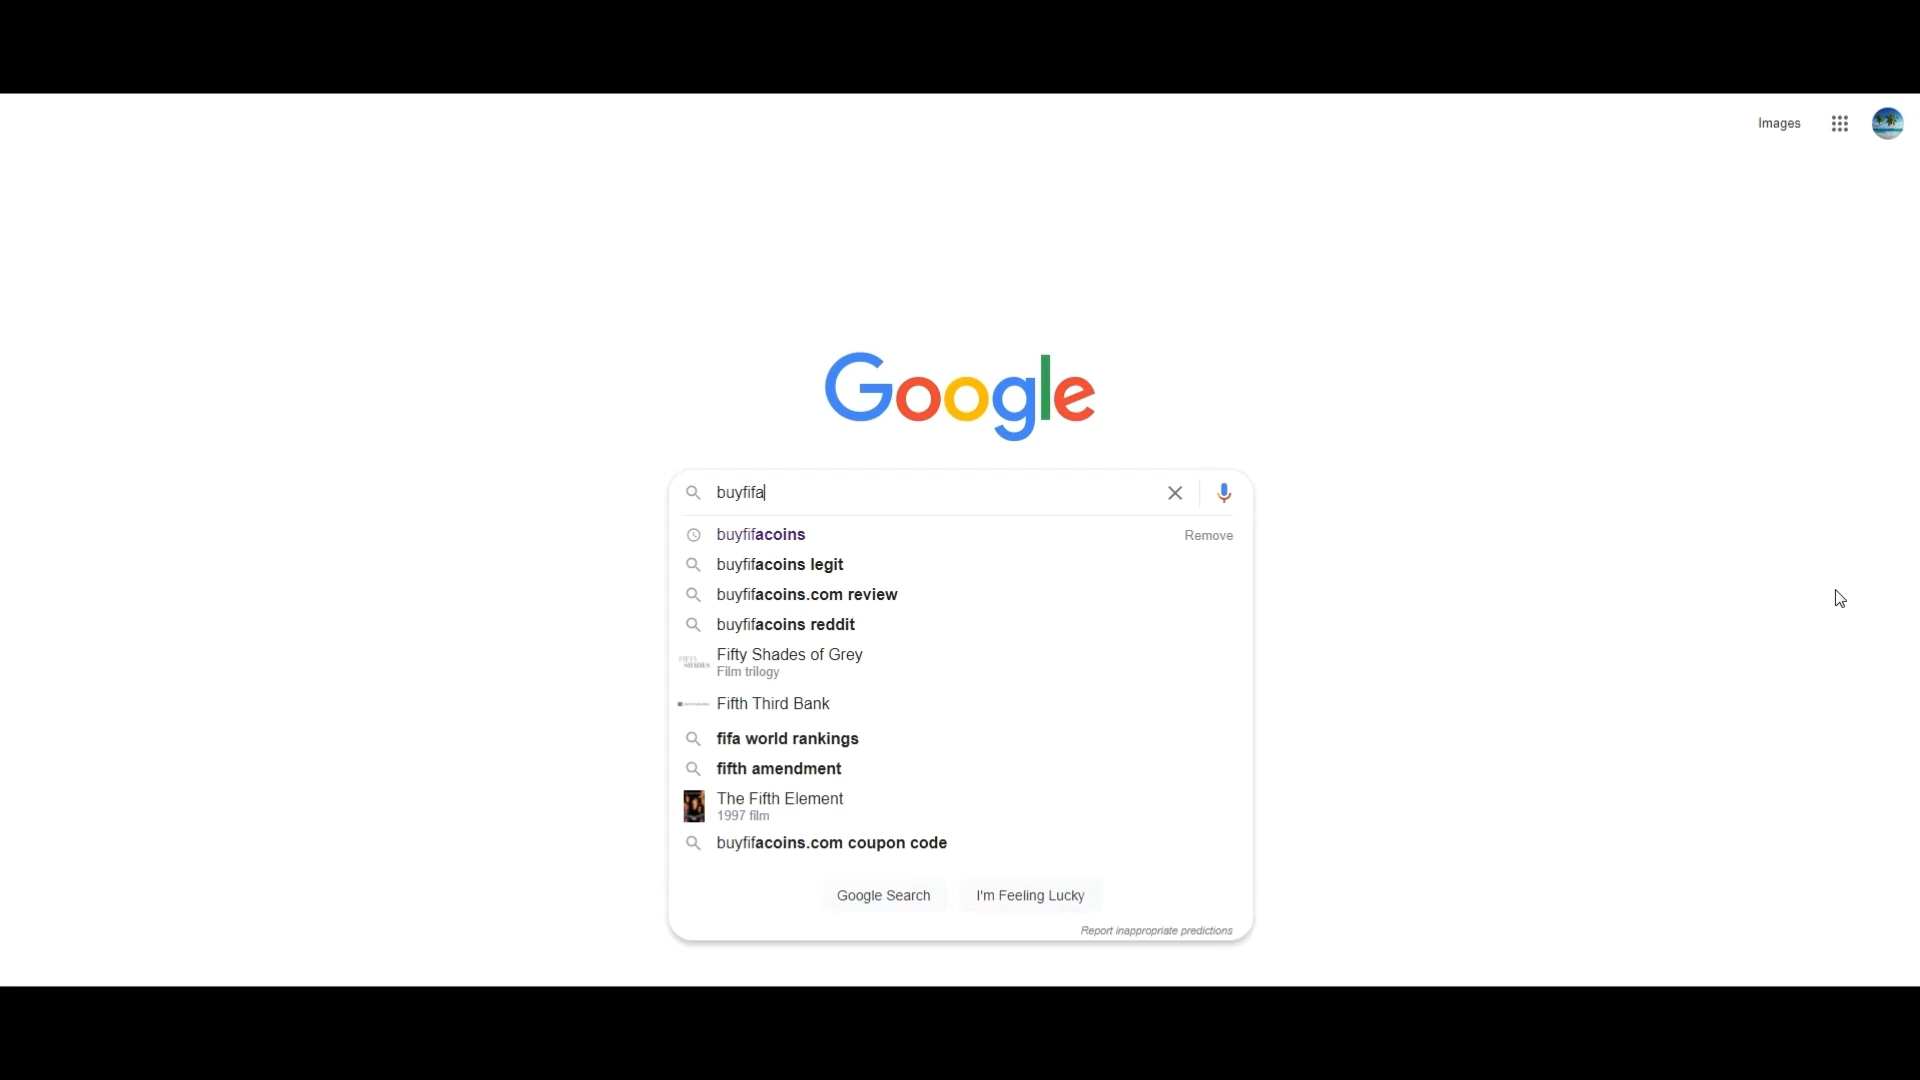 Images
Google
buyfifa
buyfifacoins
Remove
buyfifacoins legit
buyfifacoins.com review
buyfifacoins reddit
Fifty Shades of Grey
Film trilogy
Fifth Third Bank
fifa world rankings
fifth amendment
The Fifth Element
1997 film
buyfifacoins.com coupon code
Google Search
I'm Feeling Lucky
Report inappropriate predictions